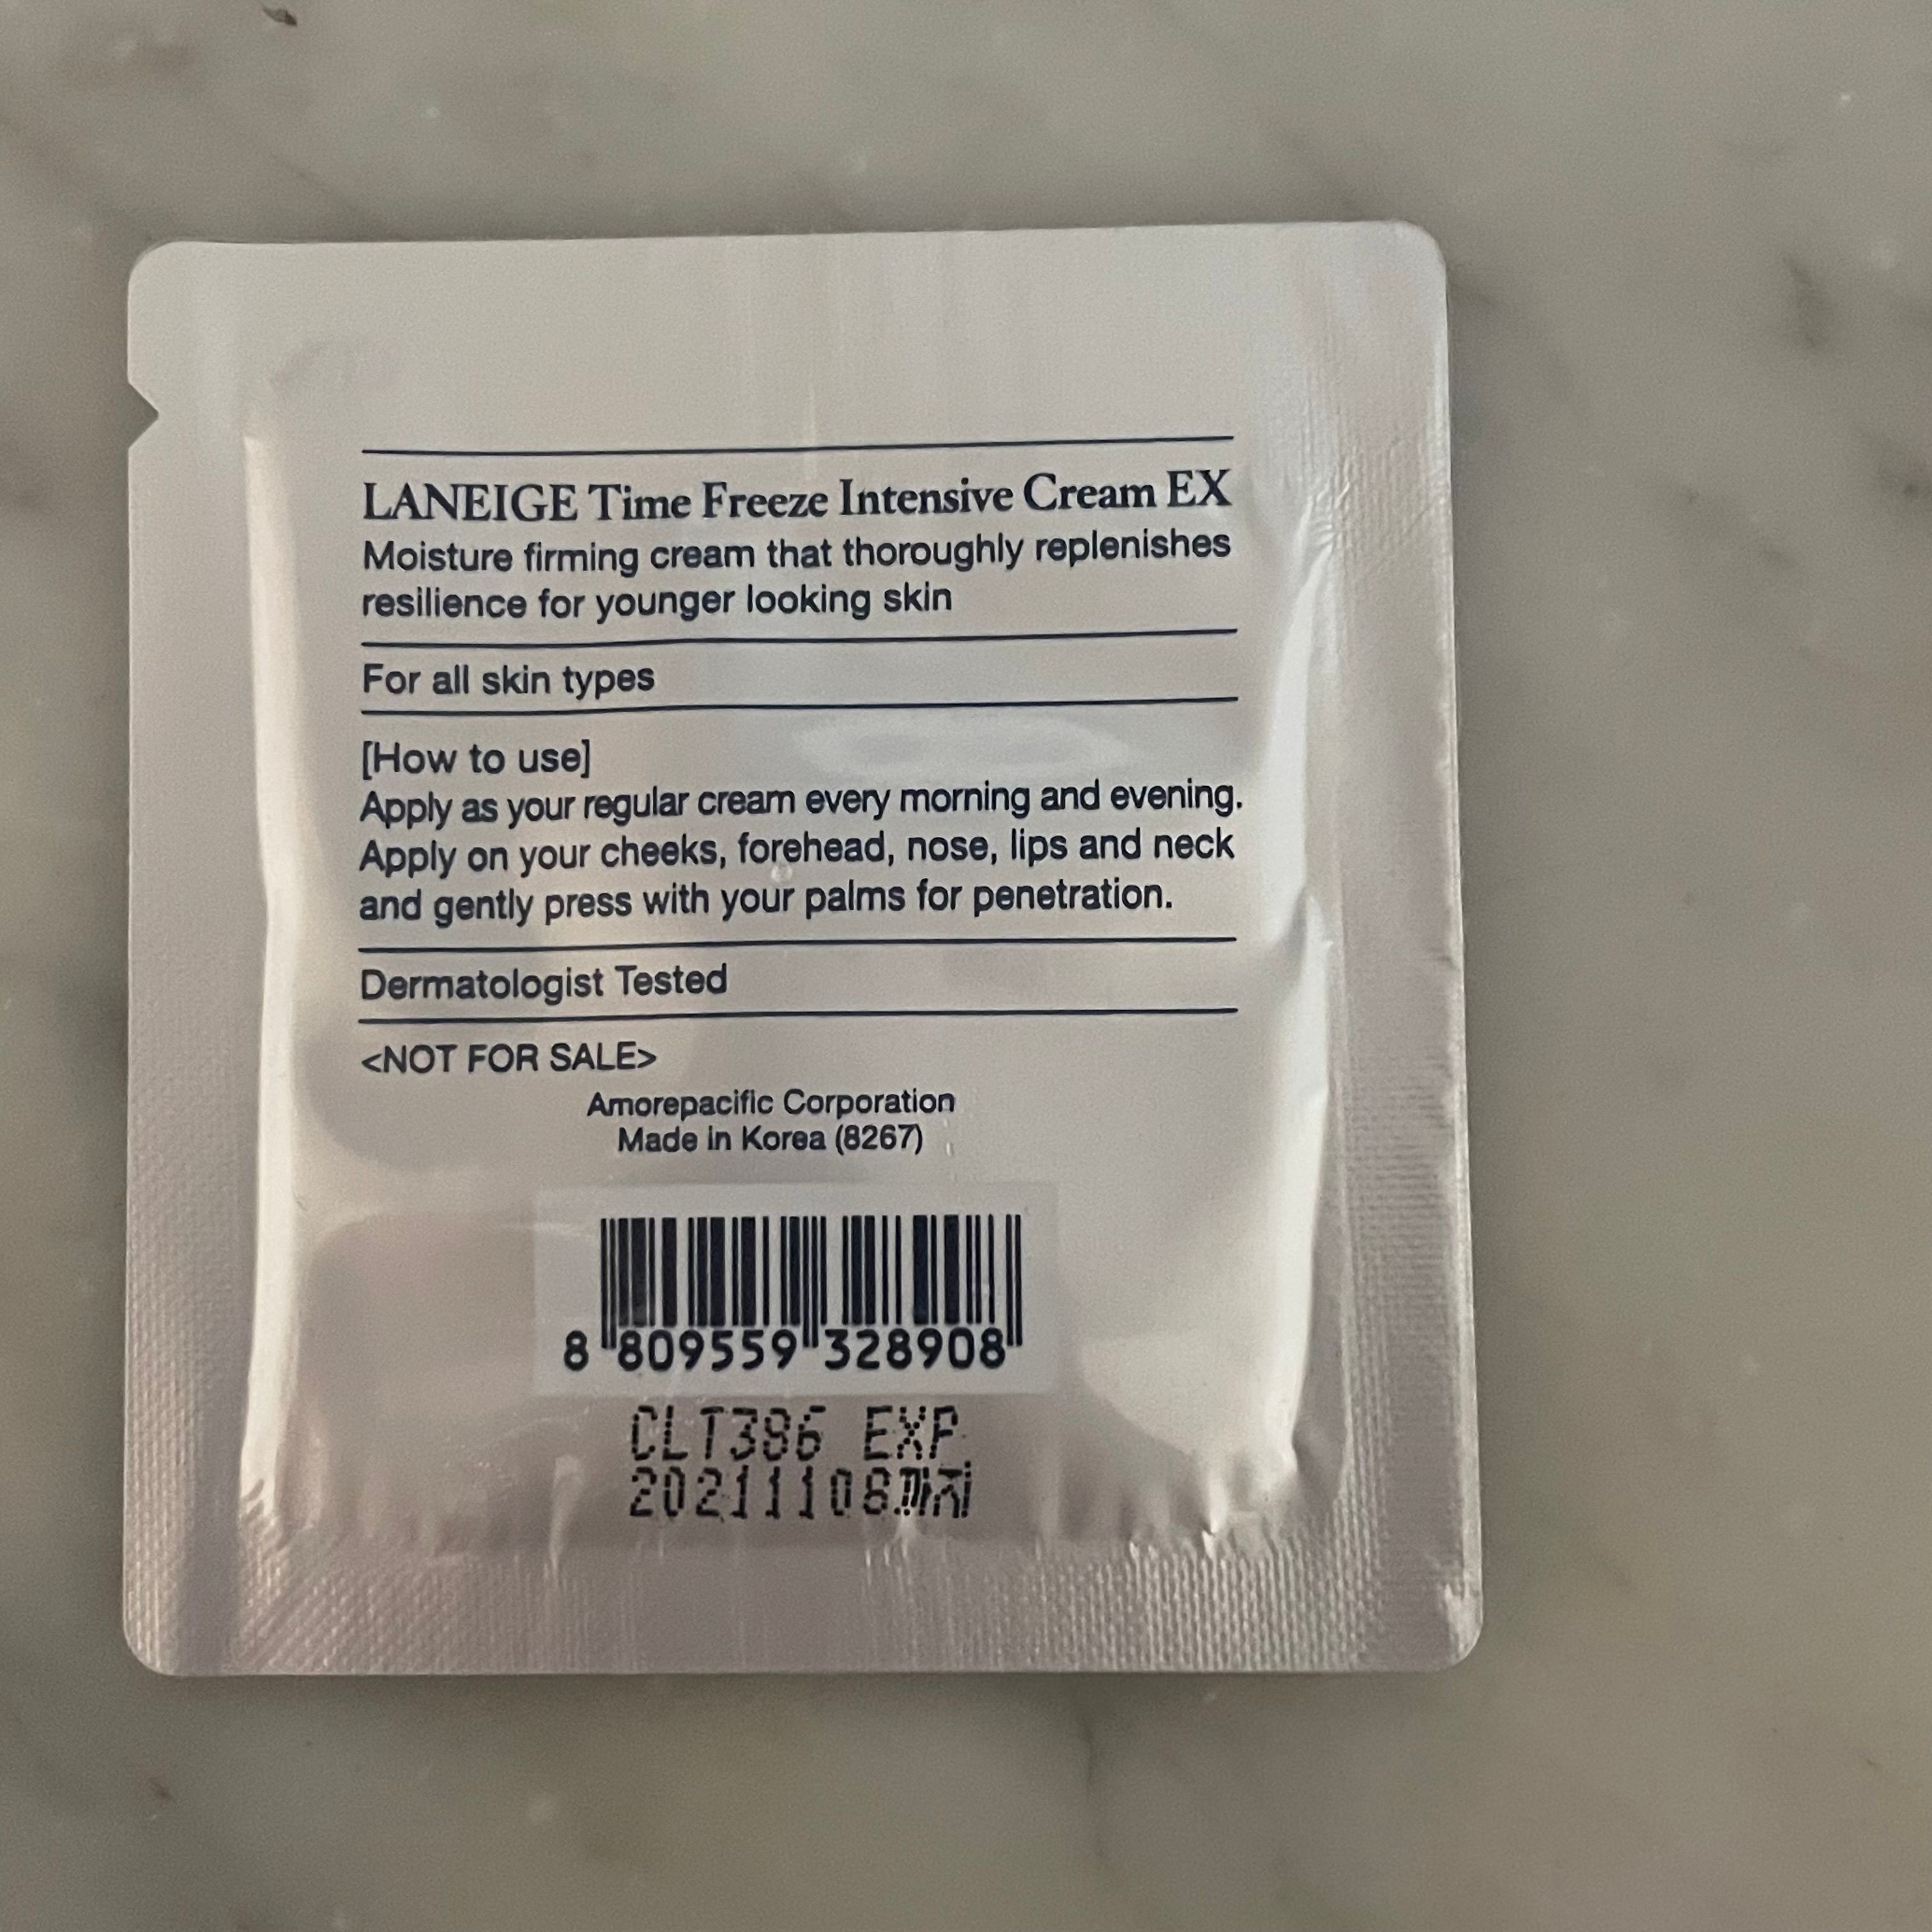 LANEIGE Time Freeze Intensive Cream EX
Moisture firming cream that thoroughly replenishes
resilience for younger looking skin
For all skin types
[How to use]
Apply as your regular cream every morning and evening.
Apply on your cheeks, forehead, nose, lips and neck
and gently press with your palms for penetration.
Dermatologist Tested
<NOT FOR SALE>
Amorepacific Corporation
Made in Korea (8267)
8 809559 328908
CLT386 EXP
20211108까지